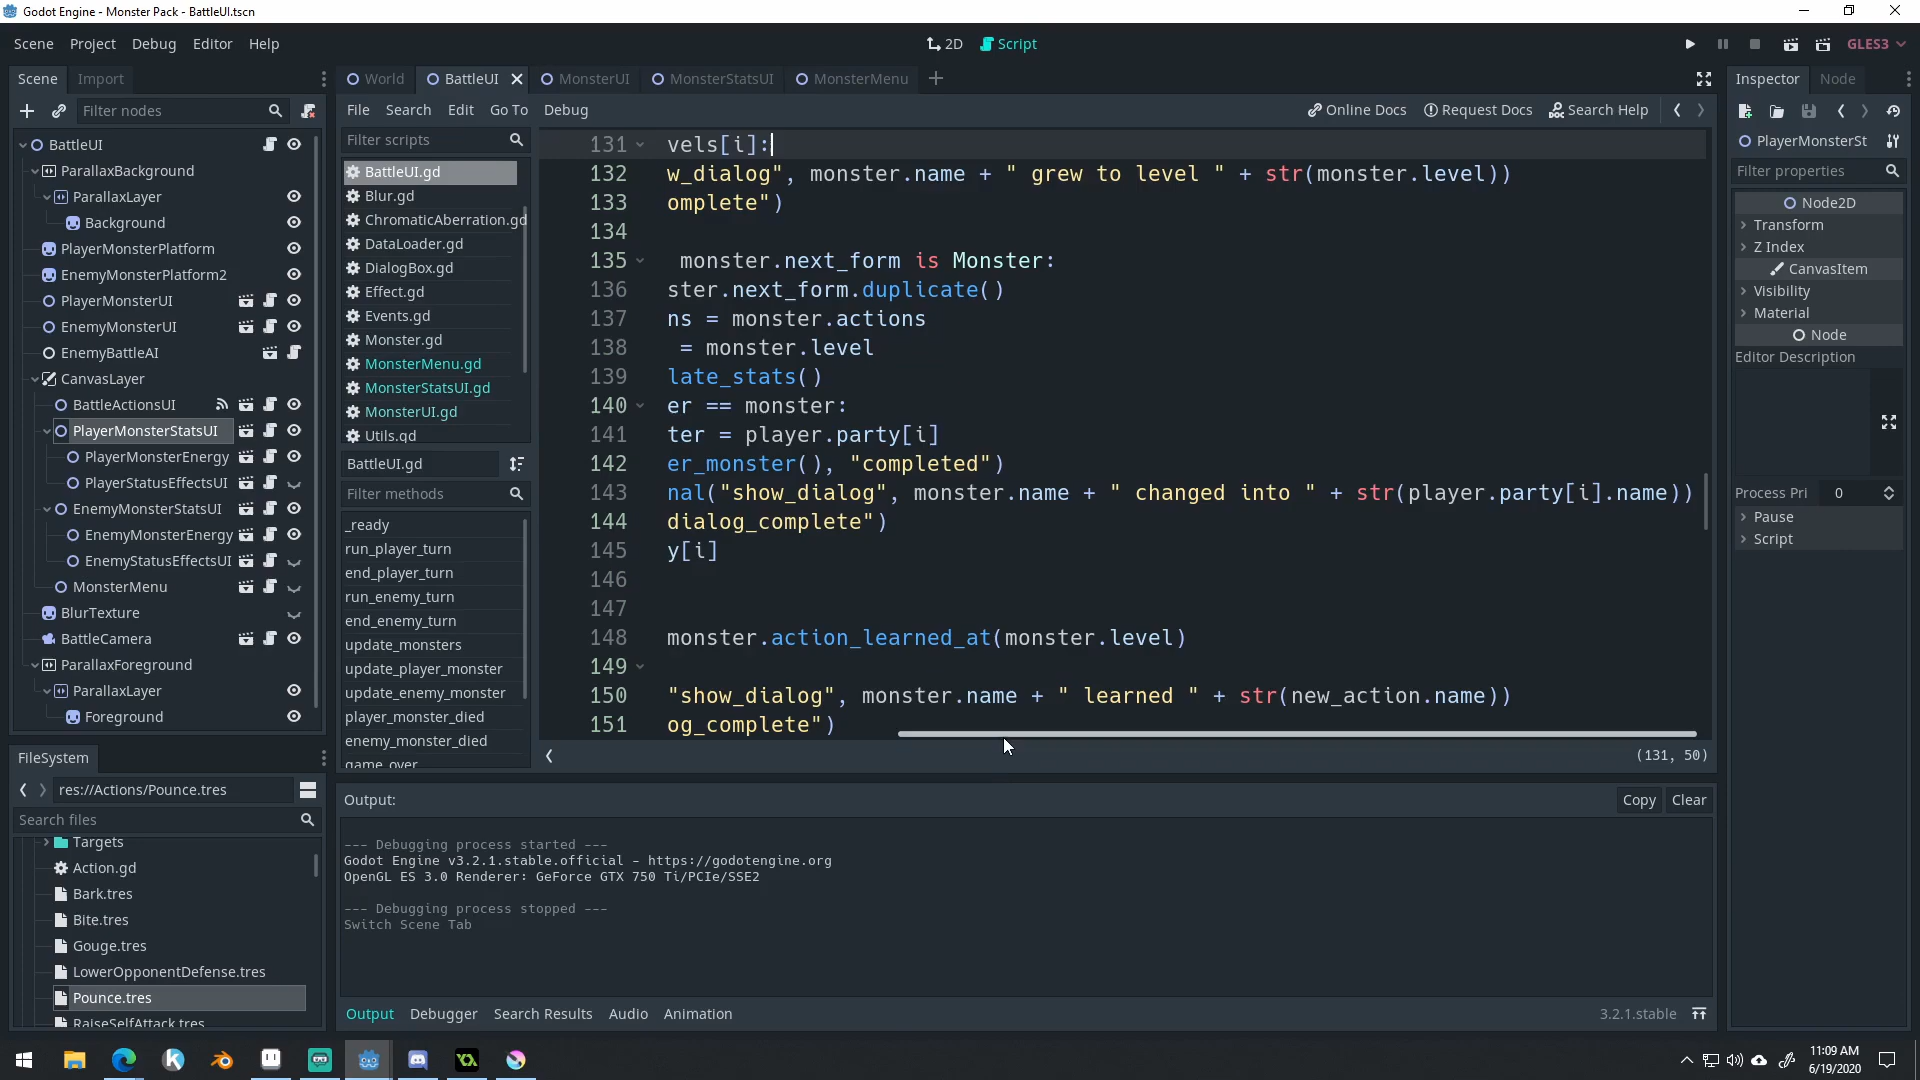 Godot Engine - Monster Pack - BattleUI.tscn
Scene Project Debug Editor Help
2D Script
GLES3
Scene Import
Filter nodes
BattleUI
ParallaxBackground
ParallaxLayer
Background
PlayerMonsterPlatform
EnemyMonsterPlatform2
PlayerMonsterUI
EnemyMonsterUI
EnemyBattleAI
CanvasLayer
BattleActionsUI
PlayerMonsterStatsUI
PlayerMonsterEnergy
PlayerStatusEffectsUI
EnemyMonsterStatsUI
EnemyMonsterEnergy
EnemyStatusEffectsUI
MonsterMenu
BlurTexture
BattleCamera
ParallaxForeground
ParallaxLayer
Foreground
FileSystem
res://Actions/Pounce.tres
Search files
Targets
Action.gd
Bark.tres
Bite.tres
Gouge.tres
LowerOpponentDefense.tres
Pounce.tres
RaiseSelfAttack.tres
World BattleUI MonsterUI MonsterStatsUI MonsterMenu
File Search Edit Go To Debug
Online Docs Request Docs Search Help
Filter scripts
BattleUI.gd
Blur.gd
ChromaticAberration.gd
DataLoader.gd
DialogBox.gd
Effect.gd
Events.gd
Monster.gd
MonsterMenu.gd
MonsterStatsUI.gd
MonsterUI.gd
Utils.gd
BattleUI.gd
Filter methods
_ready
run_player_turn
end_player_turn
run_enemy_turn
end_enemy_turn
update_monsters
update_player_monster
update_enemy_monster
player_monster_died
enemy_monster_died
game_over
131 vels[i]:
132 w_dialog", monster.name + " grew to level " + str(monster.level))
133 omplete")
134
135 monster.next_form is Monster:
136 ster.next_form.duplicate()
137 ns = monster.actions
138 = monster.level
139 late_stats()
140 er == monster:
141 ter = player.party[i]
142 er_monster(), "completed")
143 nal("show_dialog", monster.name + " changed into " + str(player.party[i].name))
144 dialog_complete")
145 y[i]
146
147
148 monster.action_learned_at(monster.level)
149
150 "show_dialog", monster.name + " learned " + str(new_action.name))
151 og_complete")
(131, 50)
Output:
Copy Clear
--- Debugging process started ---
Godot Engine v3.2.1.stable.official - https://godotengine.org
OpenGL ES 3.0 Renderer: GeForce GTX 750 Ti/PCIe/SSE2
--- Debugging process stopped ---
Switch Scene Tab
Output Debugger Search Results Audio Animation
3.2.1.stable
Inspector Node
PlayerMonsterSt
Filter properties
Node2D
Transform
Z Index
CanvasItem
Visibility
Material
Node
Editor Description
Process Pri 0
Pause
Script
11:09 AM
6/19/2020